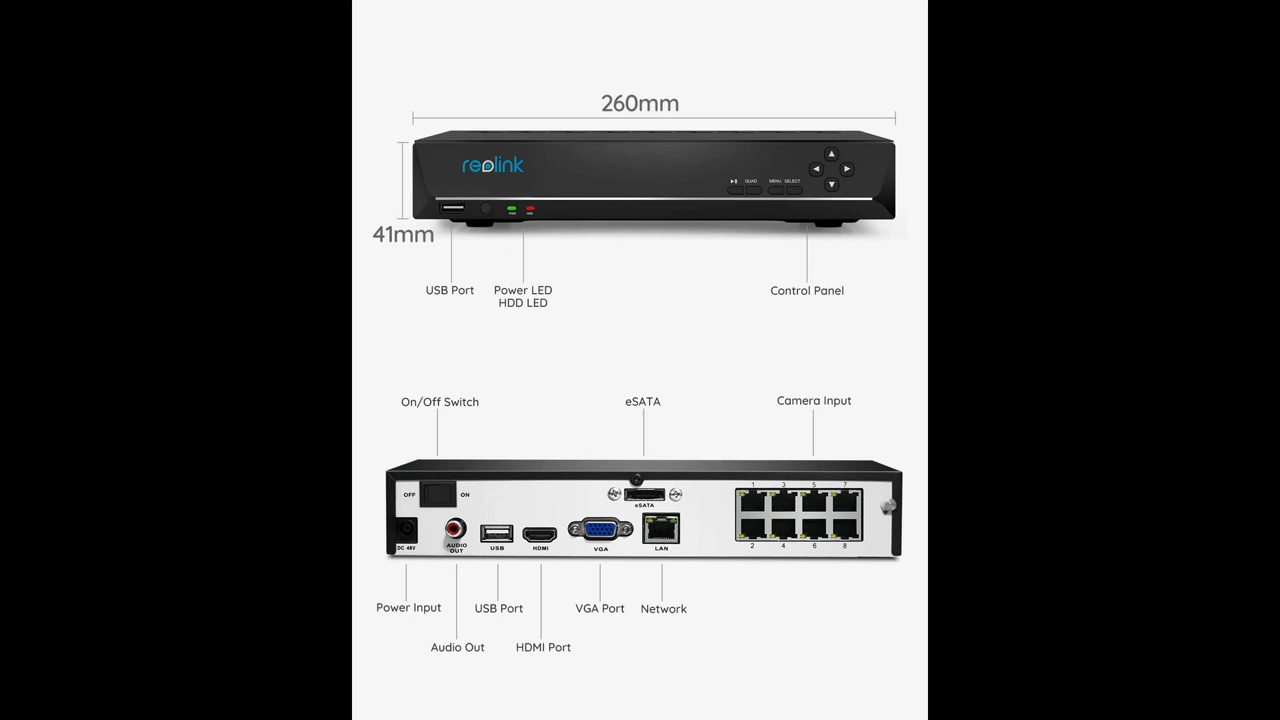 260mm
reolink
QUAD
MENU SELECT
PWR HDD
41mm
USB Port
Power LED
HDD LED
Control Panel
On/Off Switch
eSATA
Camera Input
OFF
ON
eSATA
1 3 5 7
DC 48V
AUDIO
OUT
USB
HDMI
VGA
LAN
2 4 6 8
Power Input
USB Port
VGA Port
Network
Audio Out
HDMI Port